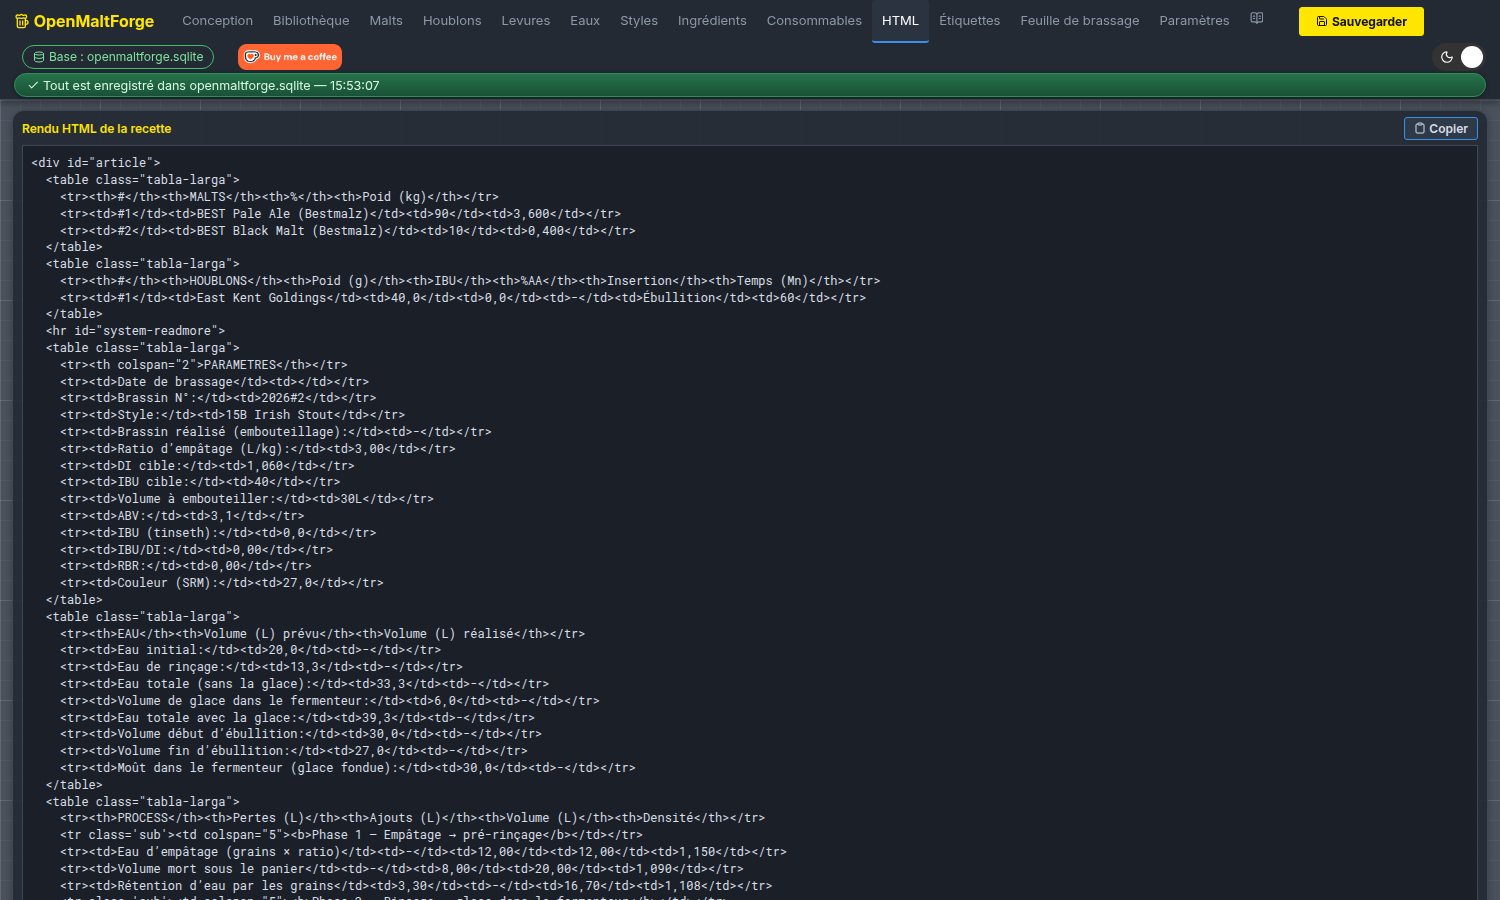 OpenMaltForge
Conception
Bibliothèque
Malts
Houblons
Levures
Eaux
Styles
Ingrédients
Consommables
HTML
Étiquettes
Feuille de brassage
Paramètres
Sauvegarder
Base : openmaltforge.sqlite
Buy me a coffee
Tout est enregistré dans openmaltforge.sqlite — 15:53:07
Rendu HTML de la recette
Copier
<div id="article">
<table class="tabla-larga">
<tr><th>#</th><th>MALTS</th><th>%</th><th>Poid (kg)</th></tr>
<tr><td>#1</td><td>BEST Pale Ale (Bestmalz)</td><td>90</td><td>3,600</td></tr>
<tr><td>#2</td><td>BEST Black Malt (Bestmalz)</td><td>10</td><td>0,400</td></tr>
</table>
<table class="tabla-larga">
<tr><th>#</th><th>HOUBLONS</th><th>Poid (g)</th><th>IBU</th><th>%AA</th><th>Insertion</th><th>Temps (Mn)</th></tr>
<tr><td>#1</td><td>East Kent Goldings</td><td>40,0</td><td>0,0</td><td>-</td><td>Ébullition</td><td>60</td></tr>
</table>
<hr id="system-readmore">
<table class="tabla-larga">
<tr><th colspan="2">PARAMETRES</th></tr>
<tr><td>Date de brassage</td><td></td></tr>
<tr><td>Brassin N°:</td><td>2026#2</td></tr>
<tr><td>Style:</td><td>15B Irish Stout</td></tr>
<tr><td>Brassin réalisé (embouteillage):</td><td>-</td></tr>
<tr><td>Ratio d'empâtage (L/kg):</td><td>3,00</td></tr>
<tr><td>DI cible:</td><td>1,060</td></tr>
<tr><td>IBU cible:</td><td>40</td></tr>
<tr><td>Volume à embouteiller:</td><td>30L</td></tr>
<tr><td>ABV:</td><td>3,1</td></tr>
<tr><td>IBU (tinseth):</td><td>0,0</td></tr>
<tr><td>IBU/DI:</td><td>0,00</td></tr>
<tr><td>RBR:</td><td>0,00</td></tr>
<tr><td>Couleur (SRM):</td><td>27,0</td></tr>
</table>
<table class="tabla-larga">
<tr><th>EAU</th><th>Volume (L) prévu</th><th>Volume (L) réalisé</th></tr>
<tr><td>Eau initial:</td><td>20,0</td><td>-</td></tr>
<tr><td>Eau de rinçage:</td><td>13,3</td><td>-</td></tr>
<tr><td>Eau totale (sans la glace):</td><td>33,3</td><td>-</td></tr>
<tr><td>Volume de glace dans le fermenteur:</td><td>6,0</td><td>-</td></tr>
<tr><td>Eau totale avec la glace:</td><td>39,3</td><td>-</td></tr>
<tr><td>Volume début d'ébullition:</td><td>30,0</td><td>-</td></tr>
<tr><td>Volume fin d'ébullition:</td><td>27,0</td><td>-</td></tr>
<tr><td>Moût dans le fermenteur (glace fondue):</td><td>30,0</td><td>-</td></tr>
</table>
<table class="tabla-larga">
<tr><th>PROCESS</th><th>Pertes (L)</th><th>Ajouts (L)</th><th>Volume (L)</th><th>Densité</th></tr>
<tr class='sub'><td colspan="5"><b>Phase 1 — Empâtage → pré-rinçage</b></td></tr>
<tr><td>Eau d'empâtage (grains × ratio)</td><td>-</td><td>12,00</td><td>12,00</td><td>1,150</td></tr>
<tr><td>Volume mort sous le panier</td><td>-</td><td>8,00</td><td>20,00</td><td>1,090</td></tr>
<tr><td>Rétention d'eau par les grains</td><td>3,30</td><td>-</td><td>16,70</td><td>1,108</td></tr>